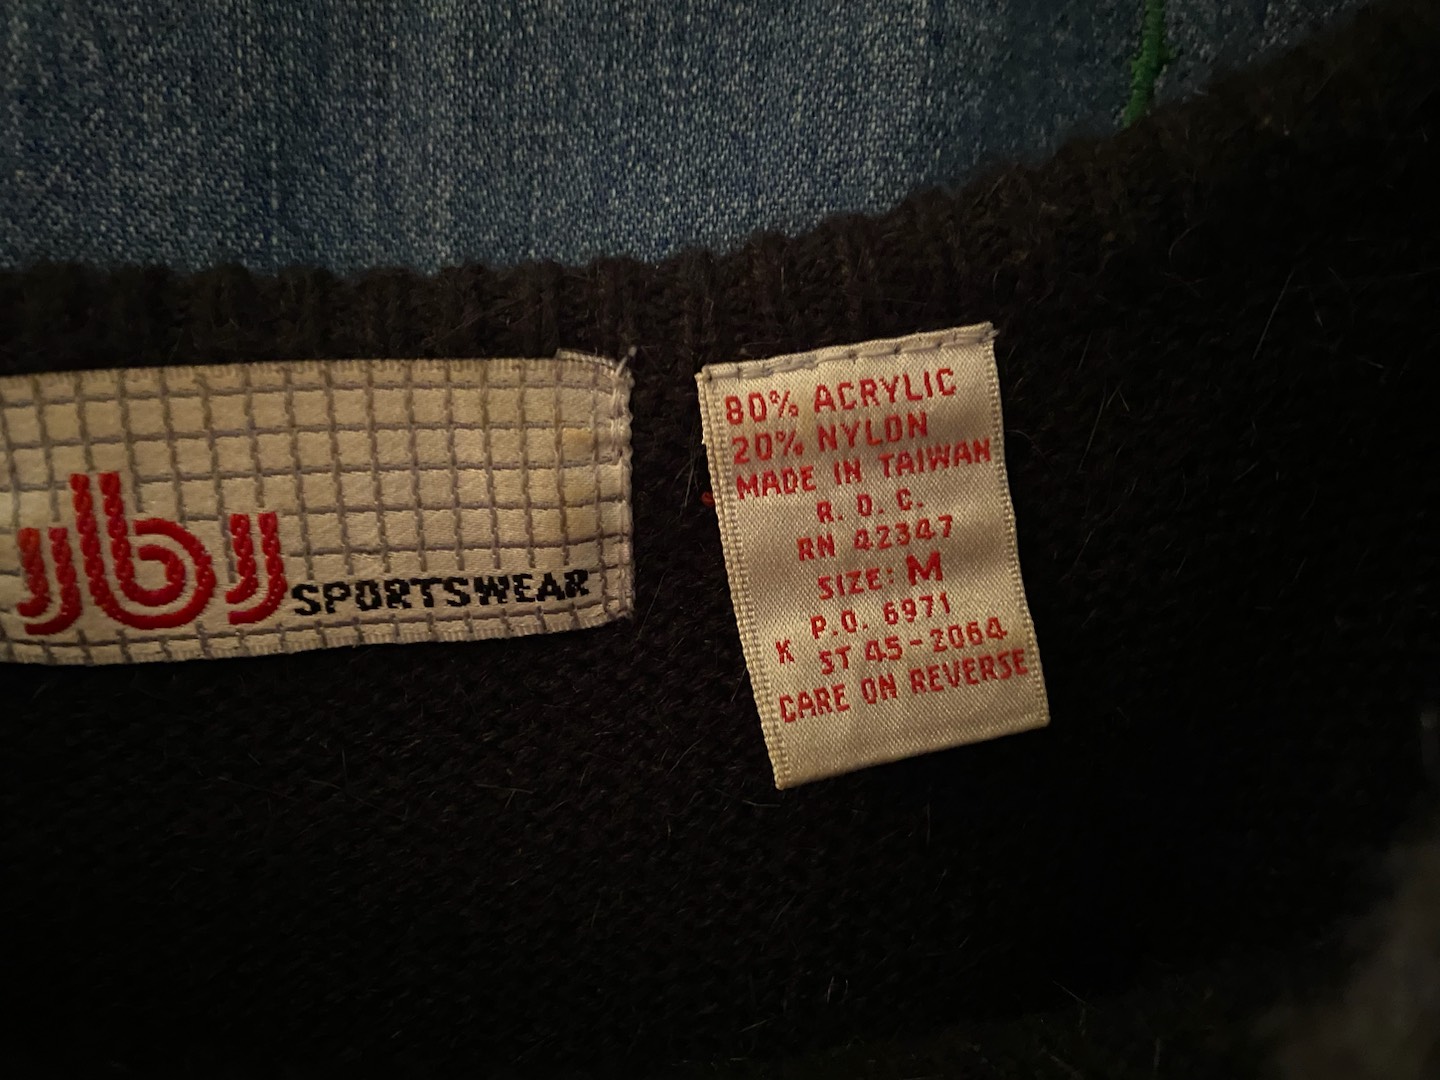 jbj SPORTSWEAR
80% ACRYLIC
20% NYLON
MADE IN TAIWAN
R. O. C.
RN 42347
SIZE: M
P.O. 6971
K ST 45-2064
CARE ON REVERSE